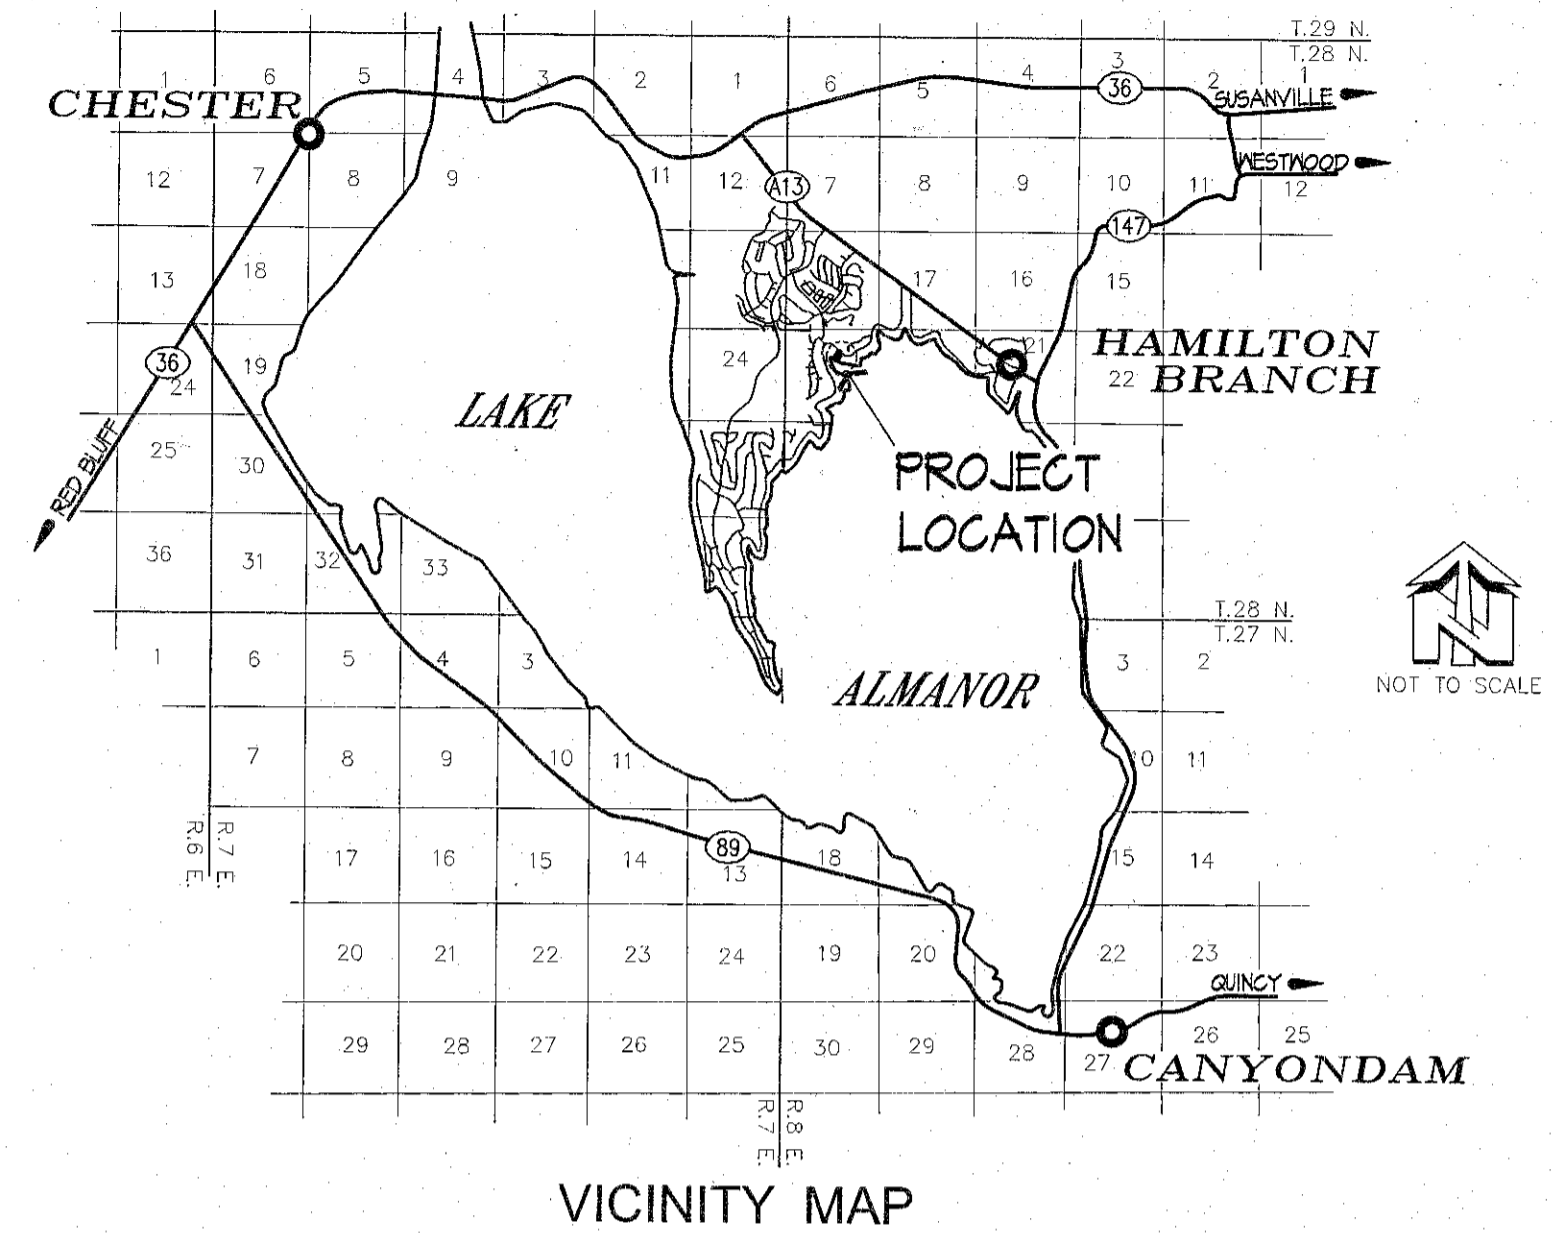 T.29 N.
T.28 N.
1 6 5 4 3 2 1 6 5 4 3 2 1
36
CHESTER
SUSANVILLE
WESTWOOD
12 7 8 9 11 12 A13 7 8 9 10 11 12
147
13 18 17 16 15
36 19 24 21 22
HAMILTON
BRANCH
24
LAKE
RED BLUFF
25 30
PROJECT
LOCATION
36 31 32 33
T.28 N.
T.27 N.
1 6 5 4 3 3 2
NOT TO SCALE
ALMANOR
7 8 9 10 11 10 11
R.6 E. R.7 E.
17 16 15 14 89 13 18 15 14
20 21 22 23 24 19 20 22 23
QUINCY
29 28 27 26 25 30 29 28 27 26 25
CANYONDAM
R.7 E. R.8 E.
VICINITY MAP